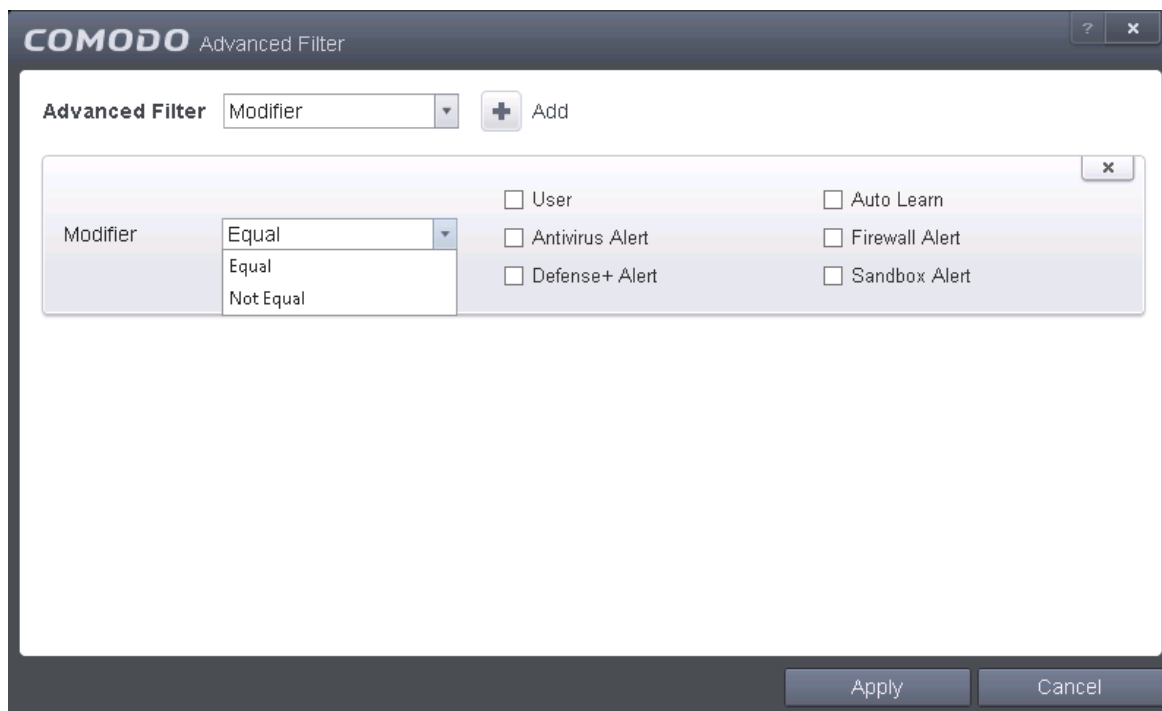 COMODO Advanced Filter
? x
Advanced Filter Modifier + Add
x
User Auto Learn
Modifier Equal Antivirus Alert Firewall Alert
Equal Defense+ Alert Sandbox Alert
Not Equal
Apply Cancel